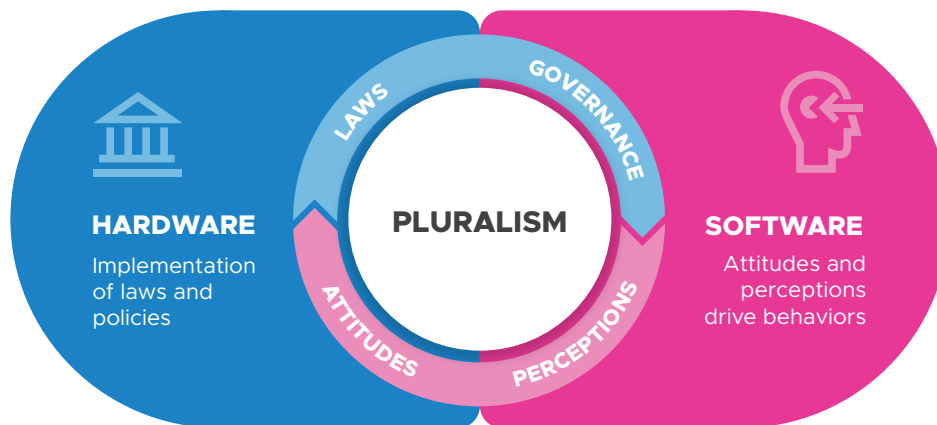 LAWS
GOVERNANCE
HARDWARE
Implementation
of laws and
policies
PLURALISM
SOFTWARE
Attitudes and
perceptions
drive behaviors
ATTITUDES
PERCEPTIONS